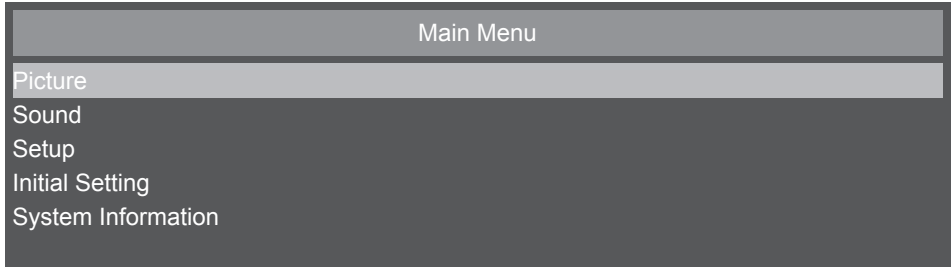 Main Menu
Picture
Sound
Setup
Initial Setting
System Information